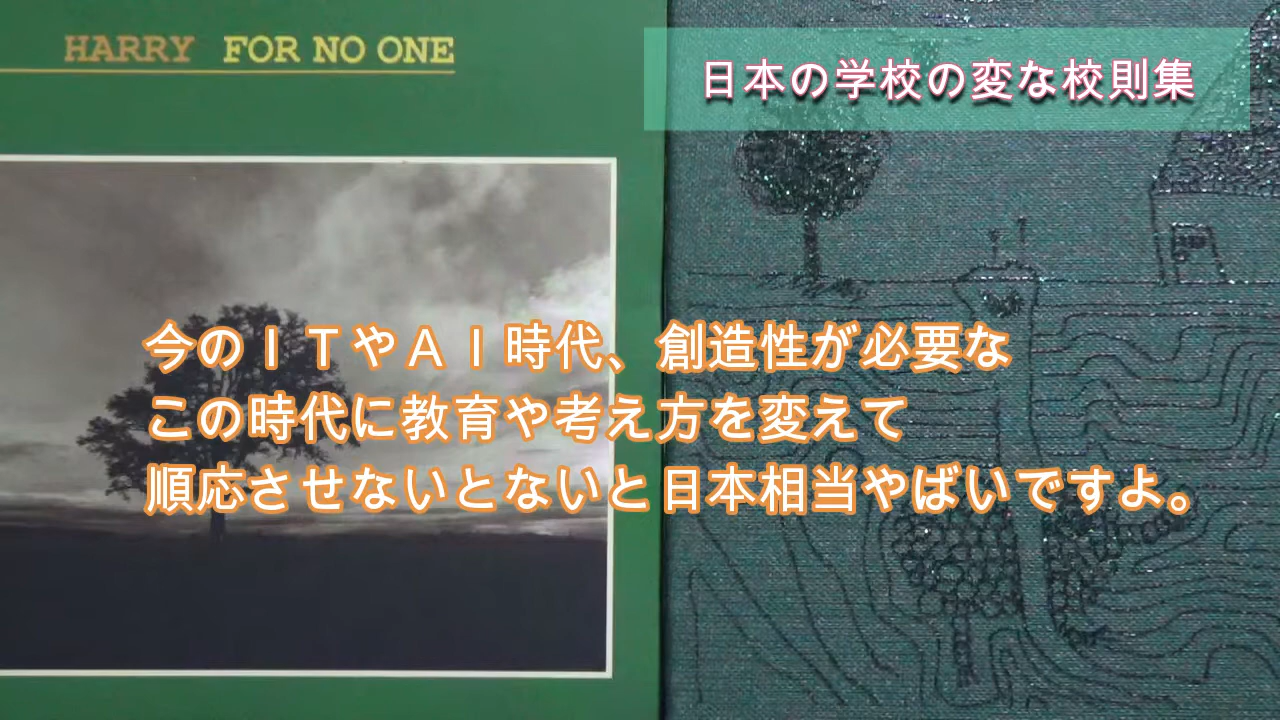 HARRY FOR NO ONE
日本の学校の変な校則集
今のＩＴやＡＩ時代、創造性が必要な
この時代に教育や考え方を変えて
順応させないとないと日本相当やばいですよ。